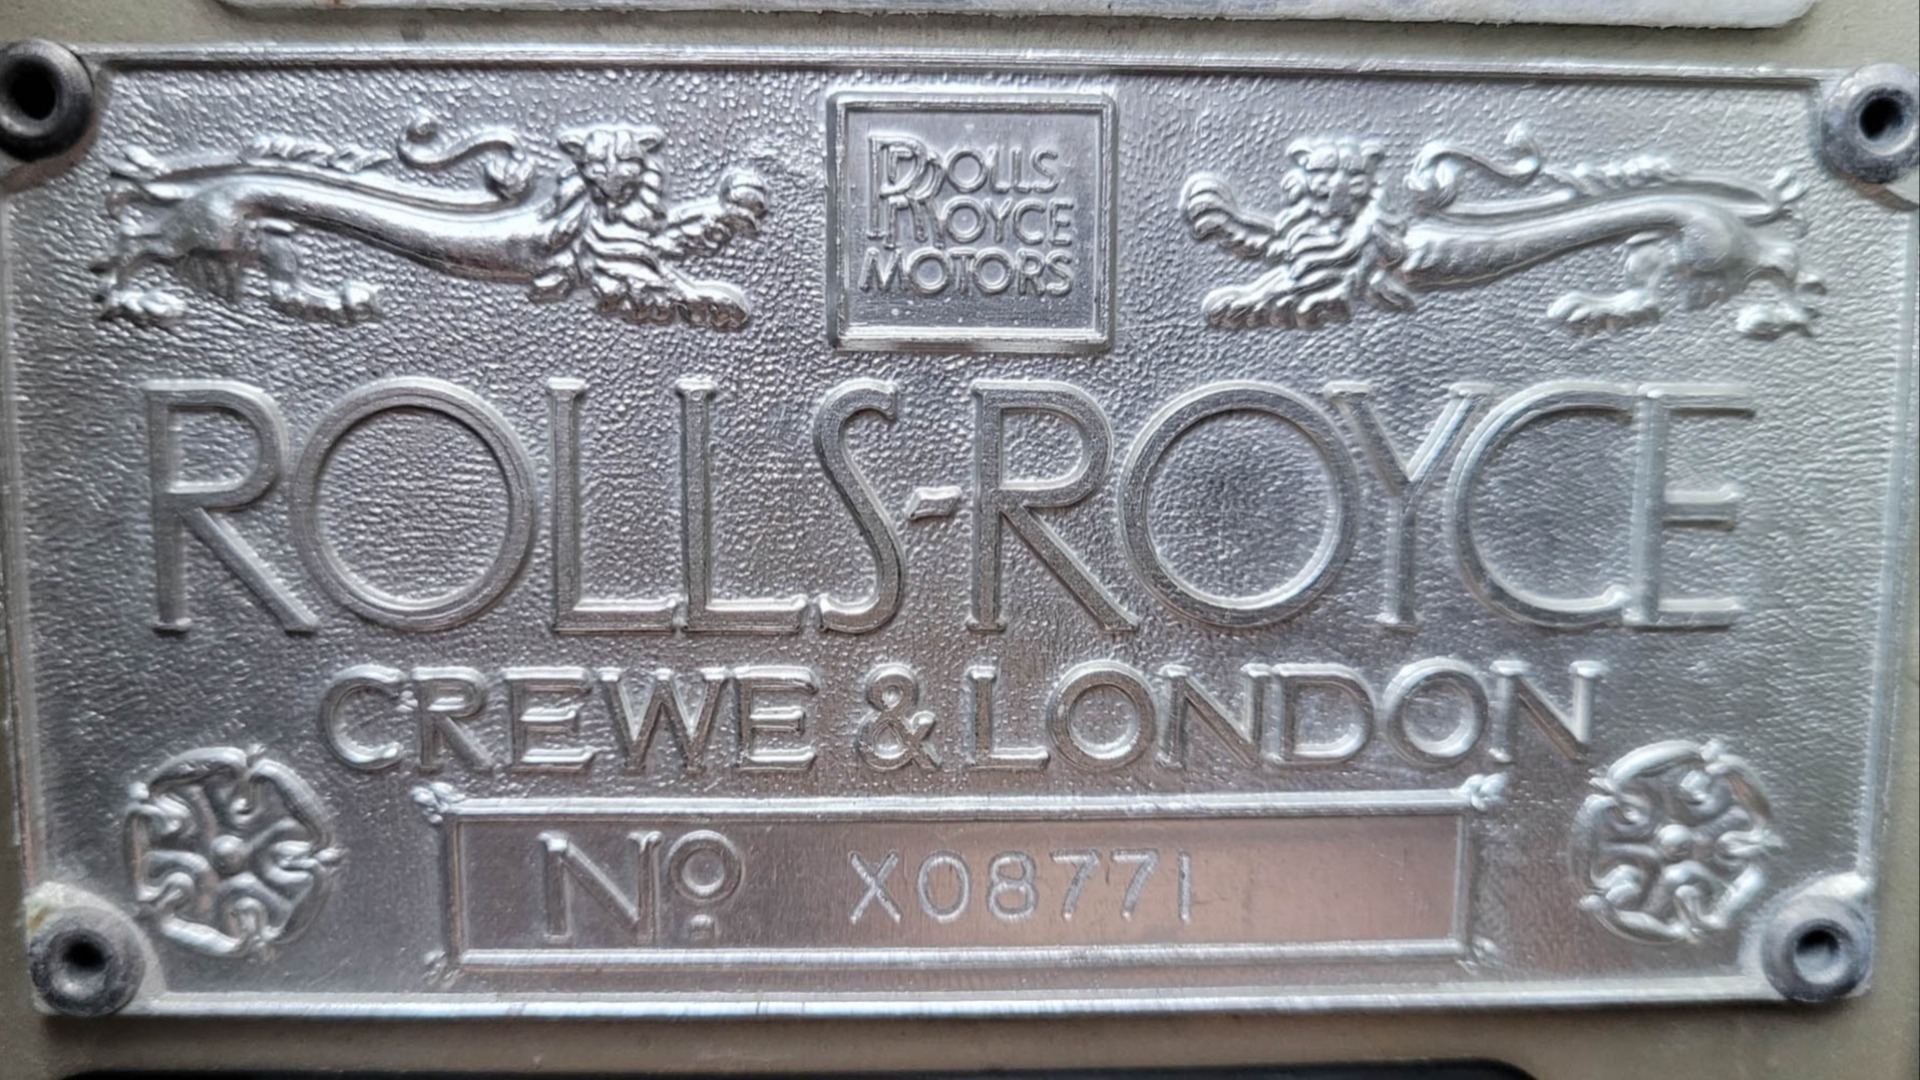 ROLLS
ROYCE
MOTORS
ROLLS-ROYCE
CREWE & LONDON
Nº X08771